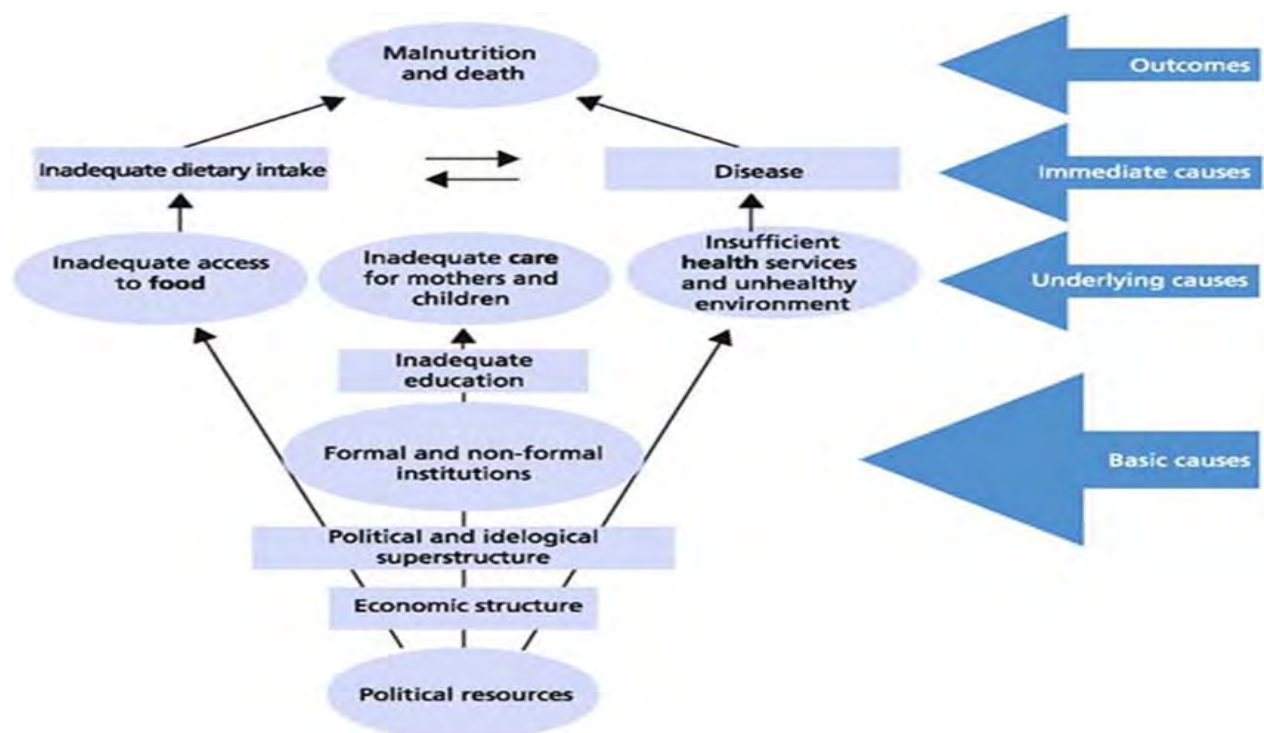 Malnutrition
and death
Outcomes
Inadequate dietary intake
Disease
Immediate causes
Inadequate access
to food
Inadequate care
for mothers and
children
Insufficient
health services
and unhealthy
environment
Underlying causes
Inadequate
education
Formal and non-formal
institutions
Basic causes
Political and idelogical
superstructure
Economic structure
Political resources